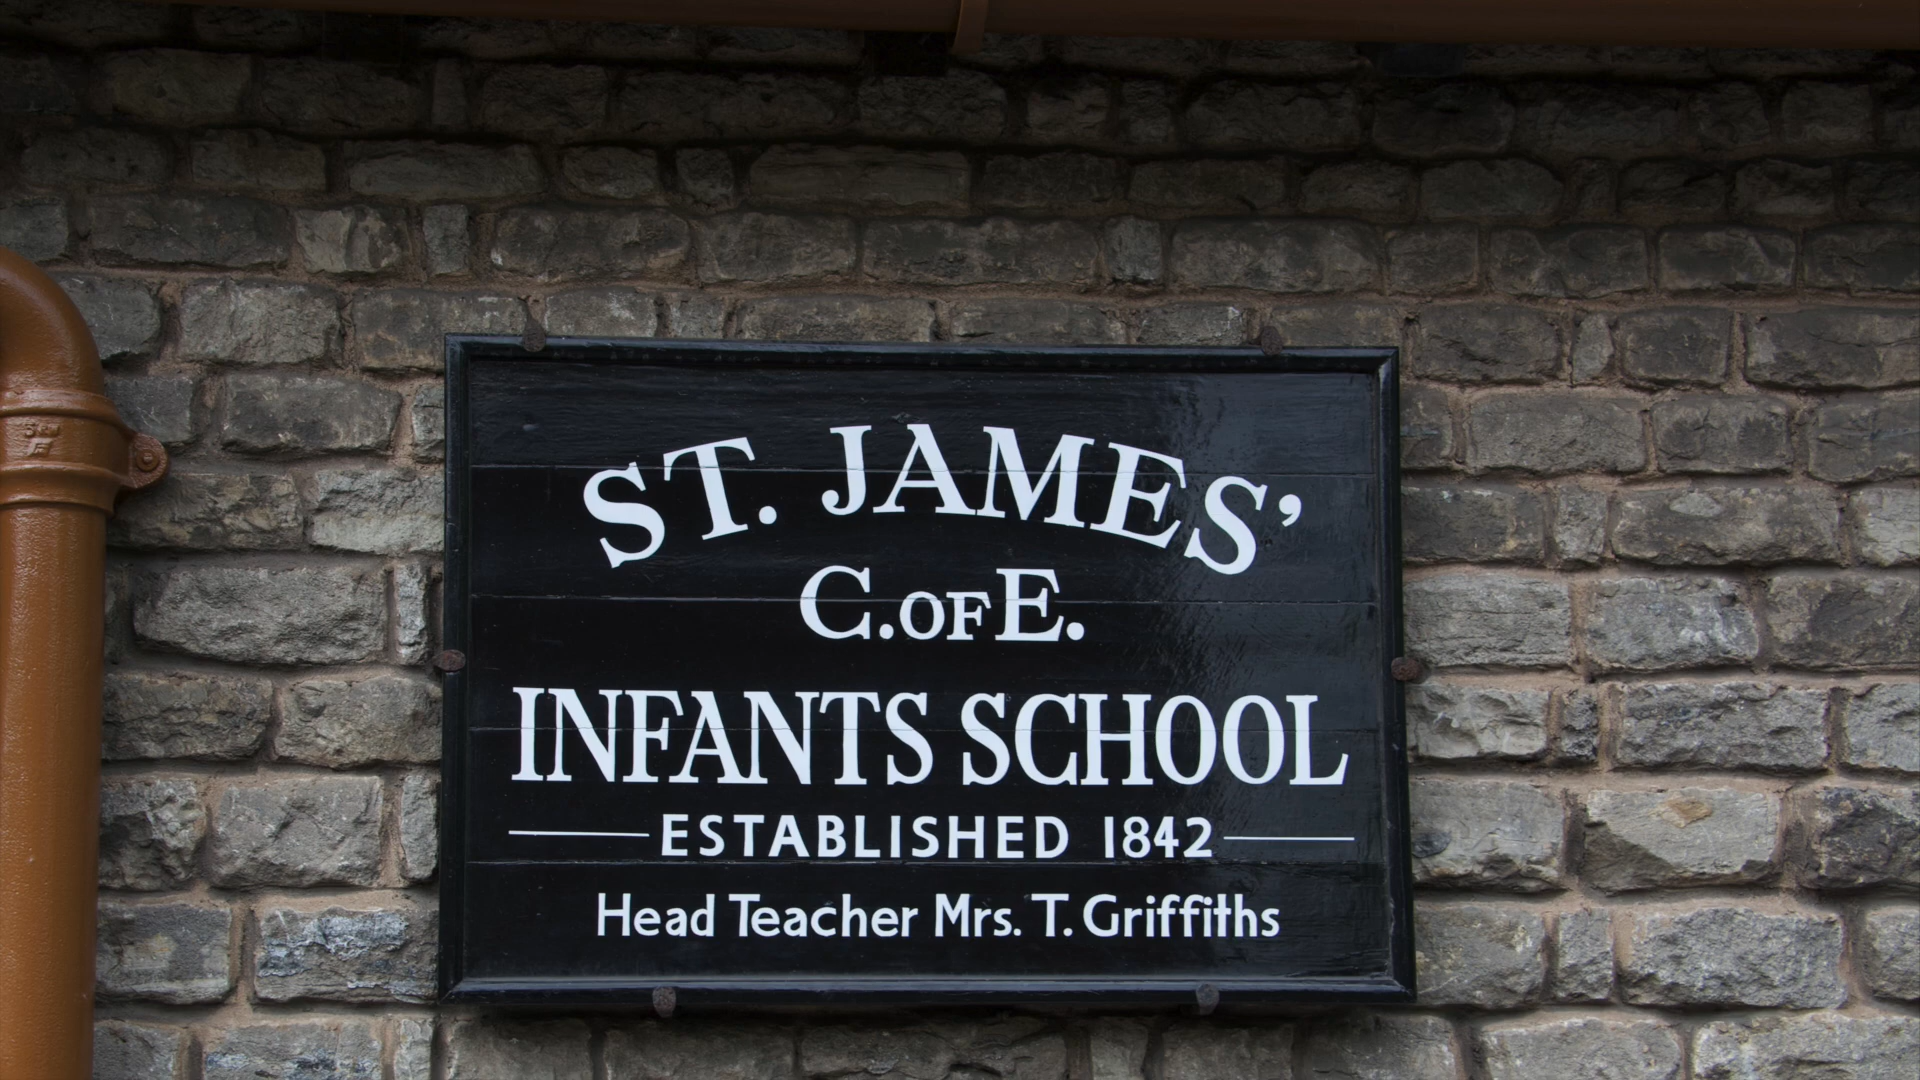 ST. JAMES'
C. OF E.
INFANTS SCHOOL
ESTABLISHED 1842
Head Teacher Mrs. T. Griffiths